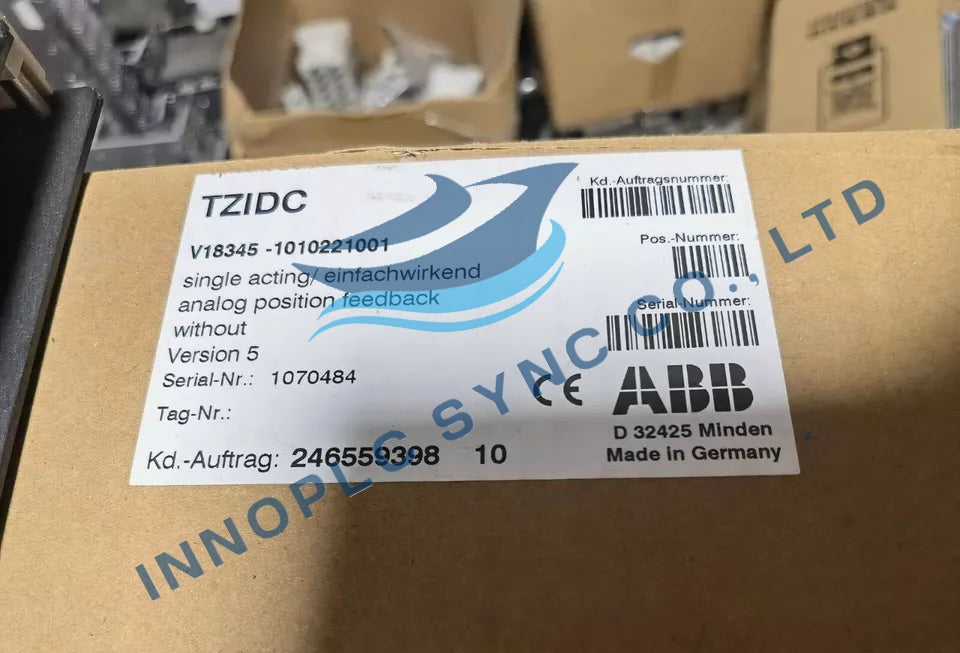 TZIDC
V18345 -1010221001
single acting/ einfachwirkend
analog position feedback
without
Version 5
Serial-Nr.: 1070484
Tag-Nr.:
Kd.-Auftrag: 246559398 10
Kd.-Auftragsnummer:
Pos.-Nummer:
Serial-Nummer:
CE ABB
D 32425 Minden
Made in Germany
INNOPLC SYNC CO., LTD